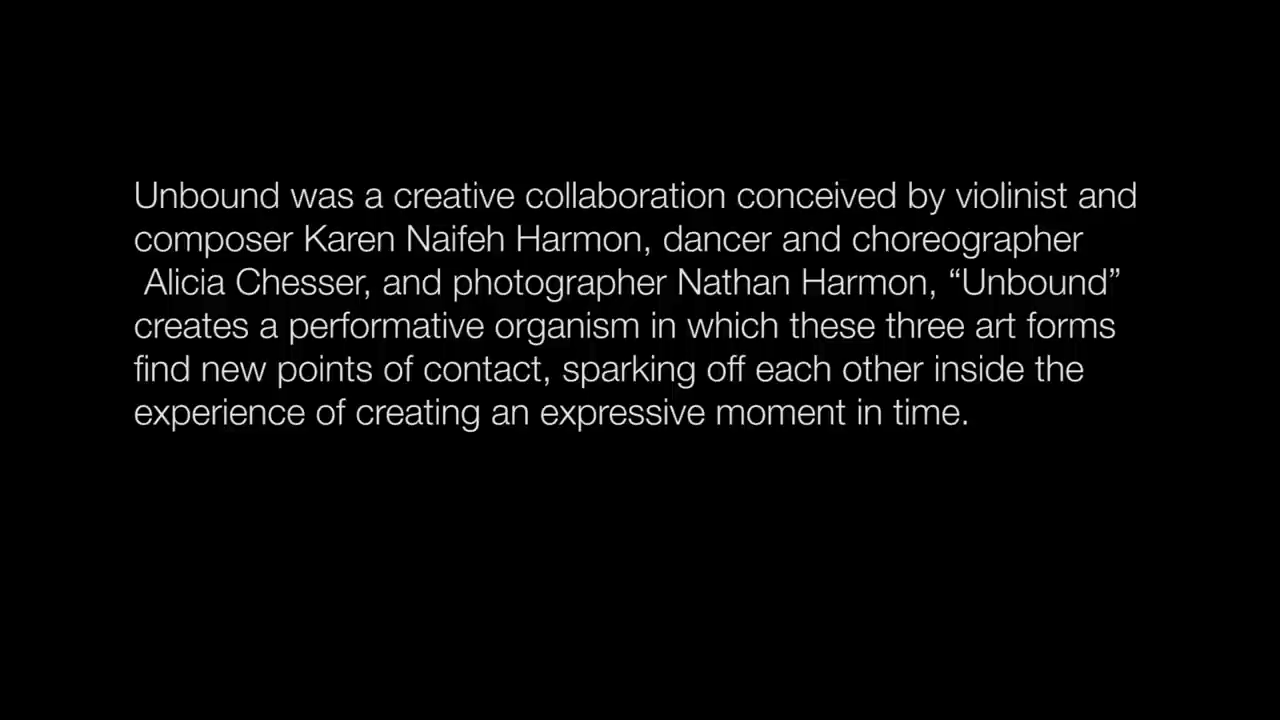 Unbound was a creative collaboration conceived by violinist and
composer Karen Naifeh Harmon, dancer and choreographer
Alicia Chesser, and photographer Nathan Harmon, “Unbound”
creates a performative organism in which these three art forms
find new points of contact, sparking off each other inside the
experience of creating an expressive moment in time.